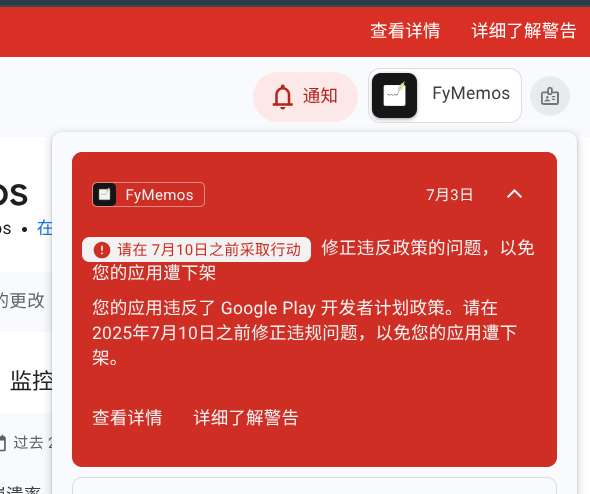 查看详情 详细了解警告
通知 FyMemos
os
os • 在
FyMemos 7月3日
请在 7月10日之前采取行动 修正违反政策的问题，以免
您的应用遭下架
的更改
您的应用违反了 Google Play 开发者计划政策。请在
2025年7月10日之前修正违规问题，以免您的应用遭下
架。
监控
查看详情 详细了解警告
过去 2
崩溃率